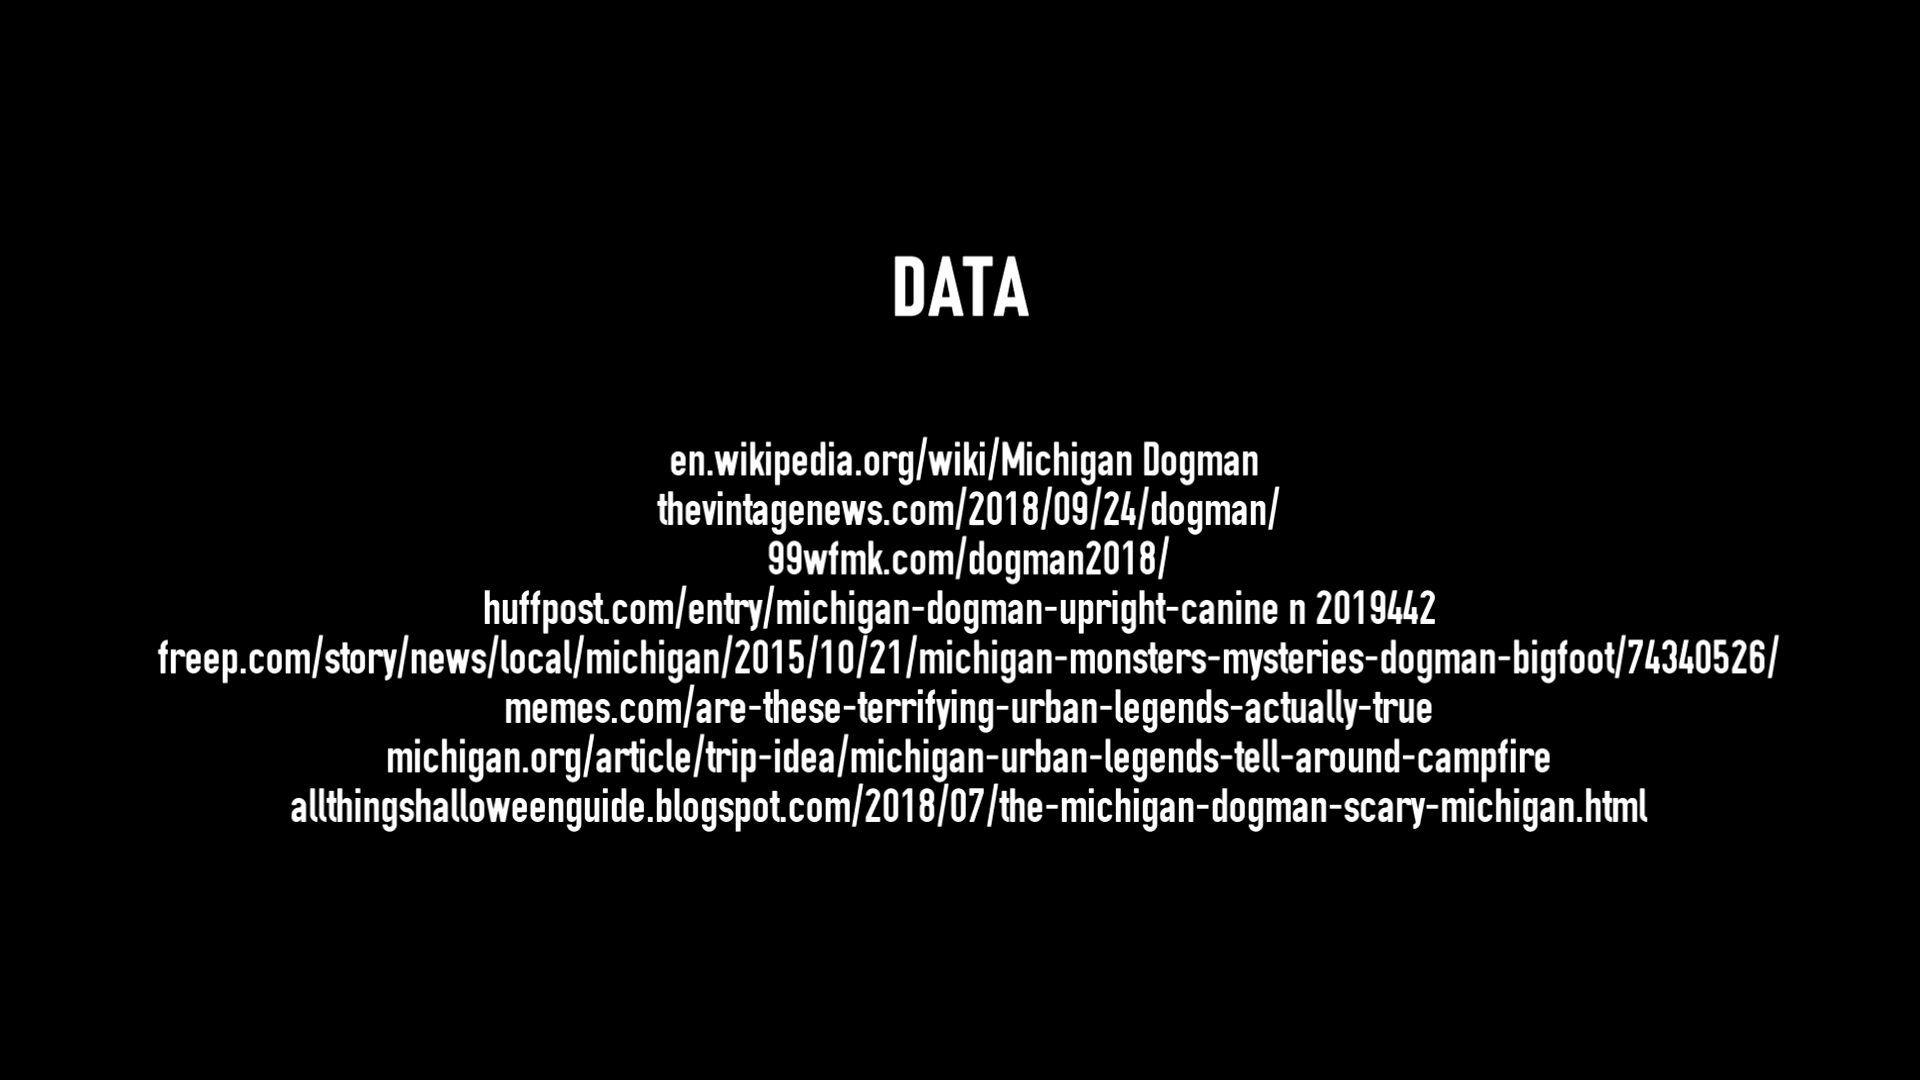 DATA
en.wikipedia.org/wiki/Michigan Dogman
thevintagenews.com/2018/09/24/dogman/
99wfmk.com/dogman2018/
huffpost.com/entry/michigan-dogman-upright-canine n 2019442
freep.com/story/news/local/michigan/2015/10/21/michigan-monsters-mysteries-dogman-bigfoot/74340526/
memes.com/are-these-terrifying-urban-legends-actually-true
michigan.org/article/trip-idea/michigan-urban-legends-tell-around-campfire
allthingshalloweenguide.blogspot.com/2018/07/the-michigan-dogman-scary-michigan.html